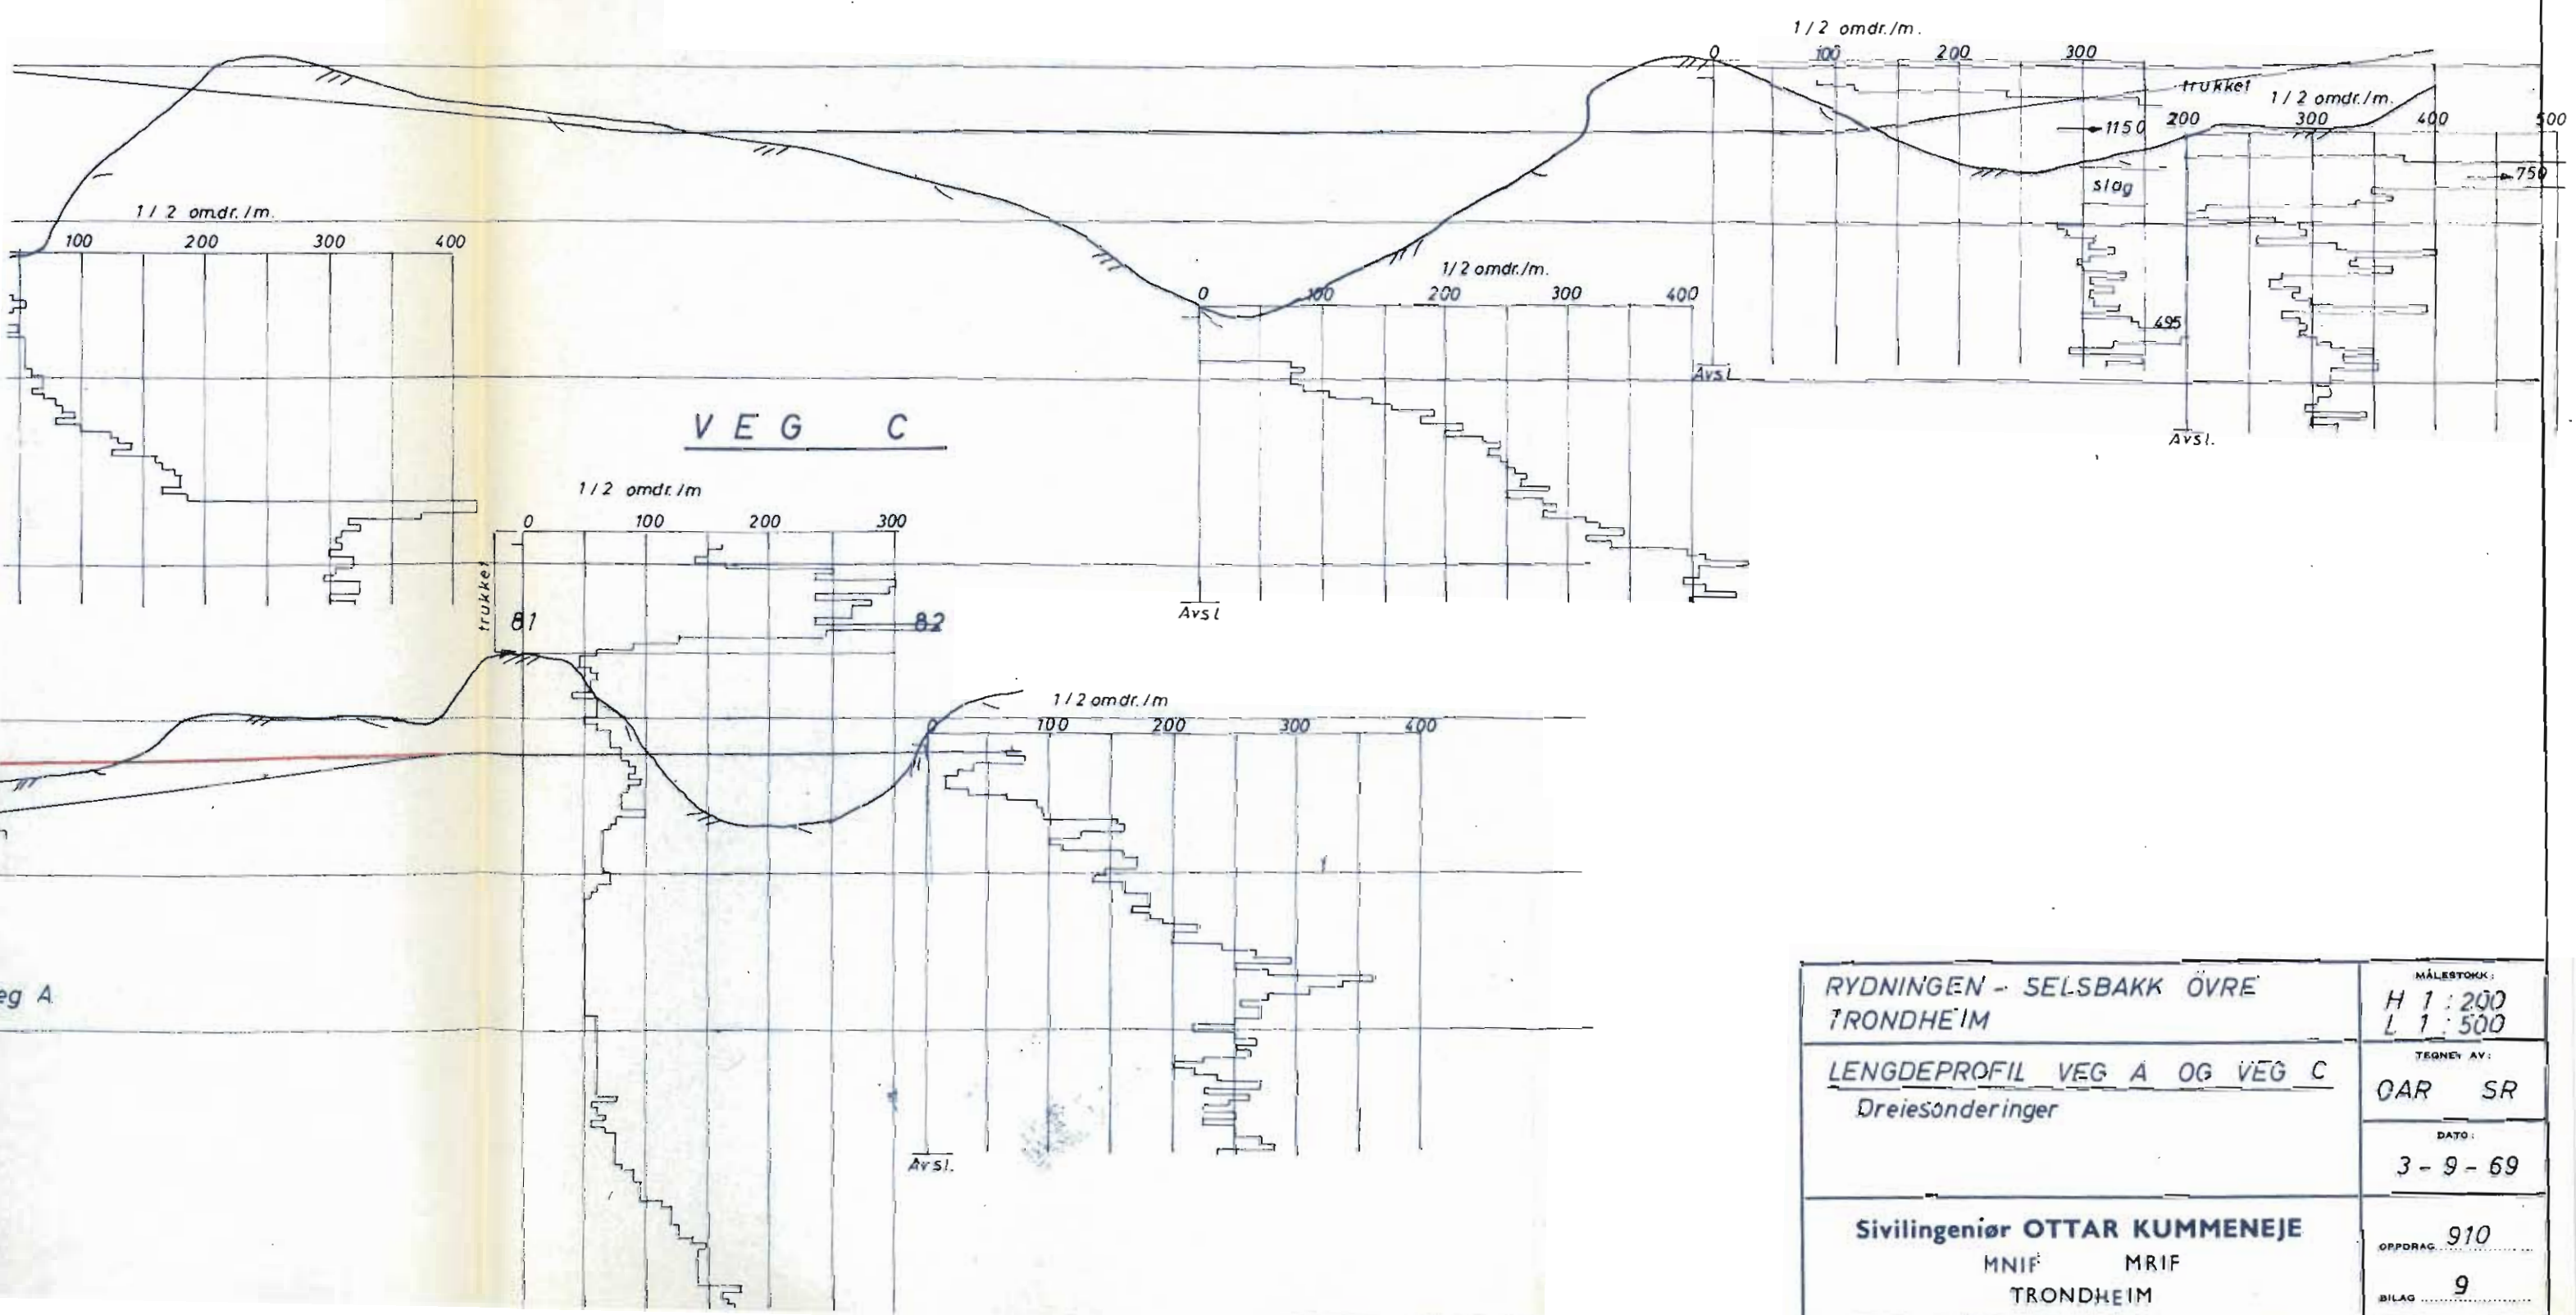 1/2 omdr./m.
0 100 200 300
trukket
1/2 omdr./m.
1150 200 300 400 500
750
slag
495
Avsl.
Avsl.
1/2 omdr./m.
100 200 300 400
1/2 omdr./m.
0 100 200 300 400
Avsl
VEG C
1/2 omdr./m
0 100 200 300
trukket
81
82
1/2 omdr./m
0 100 200 300 400
Avsl.
eg A
RYDNINGEN - SELSBAKK ÖVRE
TRONDHEIM
LENGDEPROFIL VEG A OG VEG C
Dreiesonderinger
MÅLESTOKK:
H 1:200
L 1:500
TEGNET AV:
OAR SR
DATO:
3-9-69
Sivilingeniør OTTAR KUMMENEJE
MNIF MRIF
TRONDHEIM
OPPDRAG 910
BILAG 9